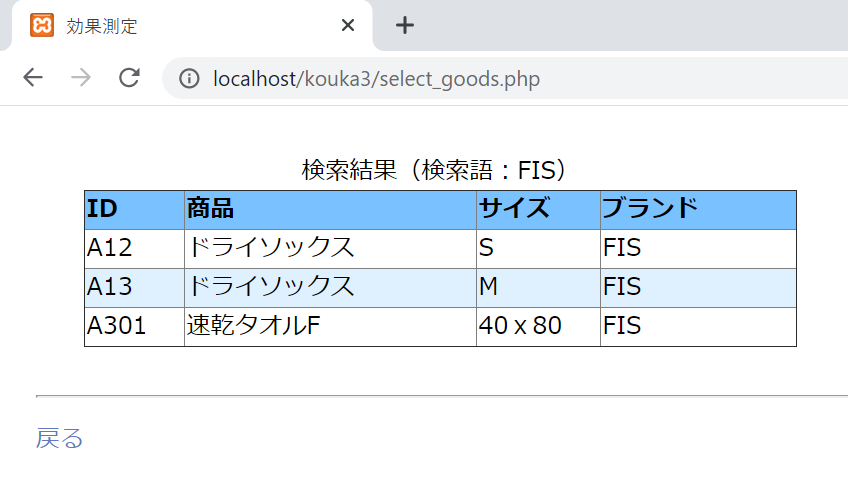 効果測定
localhost/kouka3/select_goods.php
検索結果（検索語：FIS）
ID 商品 サイズ ブランド
A12 ドライソックス S FIS
A13 ドライソックス M FIS
A301 速乾タオルF 40 x 80 FIS
戻る